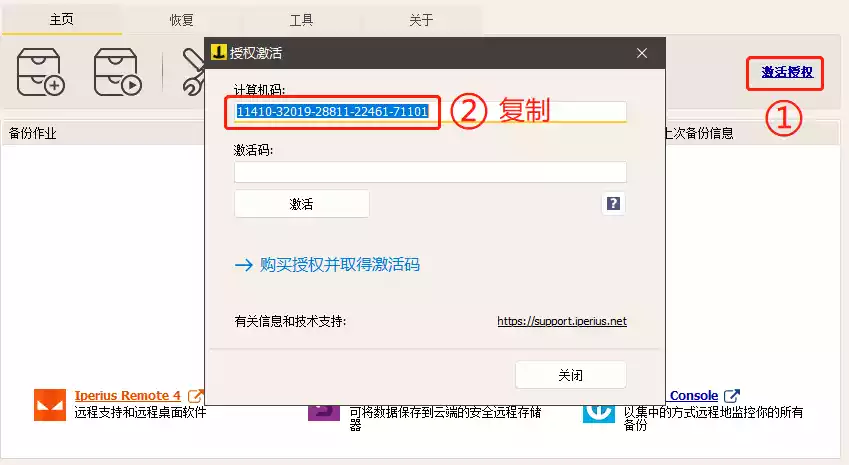 主页 恢复 工具 关于
授权激活
激活授权
①
计算机码:
11410-32019-28811-22461-71101
② 复制
备份作业
上次备份信息
激活码:
激活
?
→ 购买授权并取得激活码
有关信息和技术支持:
https://support.iperius.net
关闭
Iperius Remote 4
远程支持和远程桌面软件
可将数据保存到云端的安全远程存储
器
Console
以集中的方式远程地监控你的所有
备份